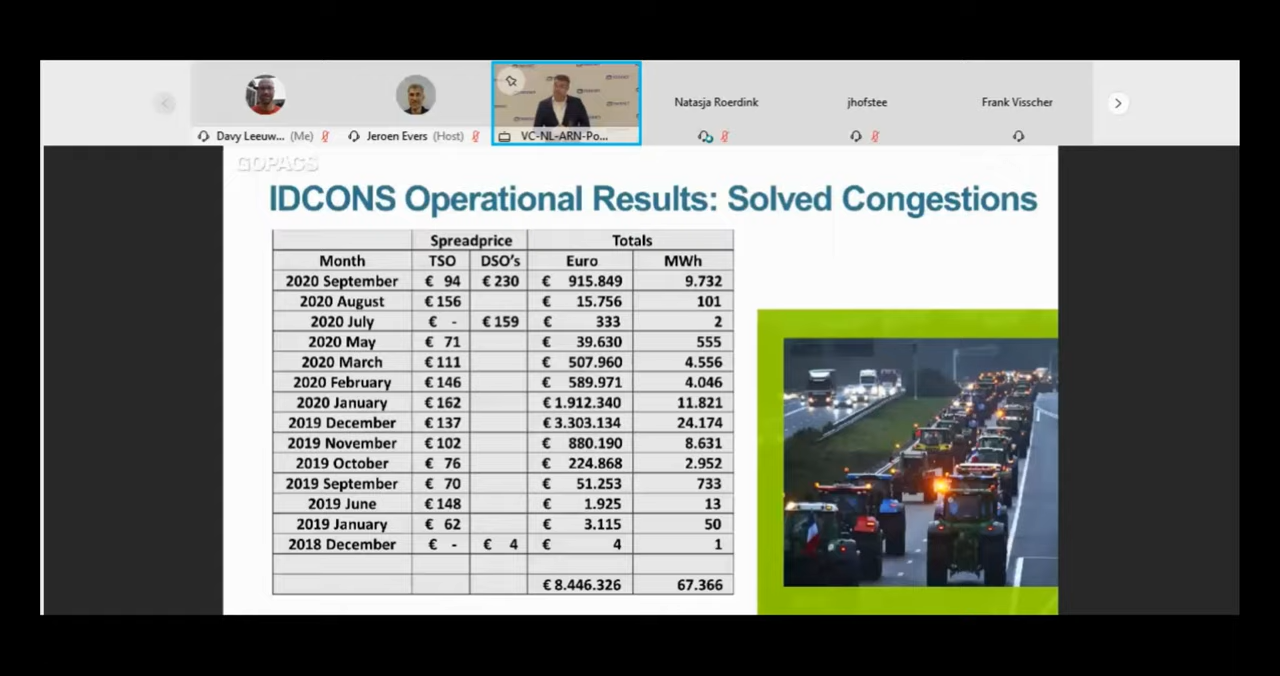 Davy Leeuw... (Me)
Jeroen Evers (Host)
VC-NL-ARN-Po...
Natasja Roerdink
jhofstee
Frank Visscher
GOPACS
IDCONS Operational Results: Solved Congestions
Spreadprice Totals
Month TSO DSO's Euro MWh
2020 September € 94 € 230 € 915.849 9.732
2020 August € 156 € 15.756 101
2020 July € - € 159 € 333 2
2020 May € 71 € 39.630 555
2020 March € 111 € 507.960 4.556
2020 February € 146 € 589.971 4.046
2020 January € 162 € 1.912.340 11.821
2019 December € 137 € 3.303.134 24.174
2019 November € 102 € 880.190 8.631
2019 October € 76 € 224.868 2.952
2019 September € 70 € 51.253 733
2019 June € 148 € 1.925 13
2019 January € 62 € 3.115 50
2018 December € - € 4 € 4 1
€ 8.446.326 67.366